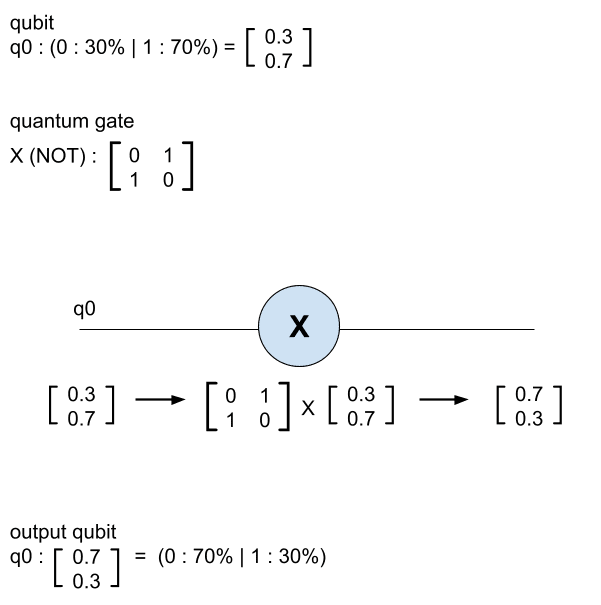 qubit
q0 : (0 : 30% | 1 : 70%) = [ 0.3
0.7 ]
quantum gate
X (NOT) : [ 0 1
1 0 ]
q0
X
[ 0.3
0.7 ] → [ 0 1
1 0 ] X [ 0.3
0.7 ] → [ 0.7
0.3 ]
output qubit
q0 : [ 0.7
0.3 ] = (0 : 70% | 1 : 30%)